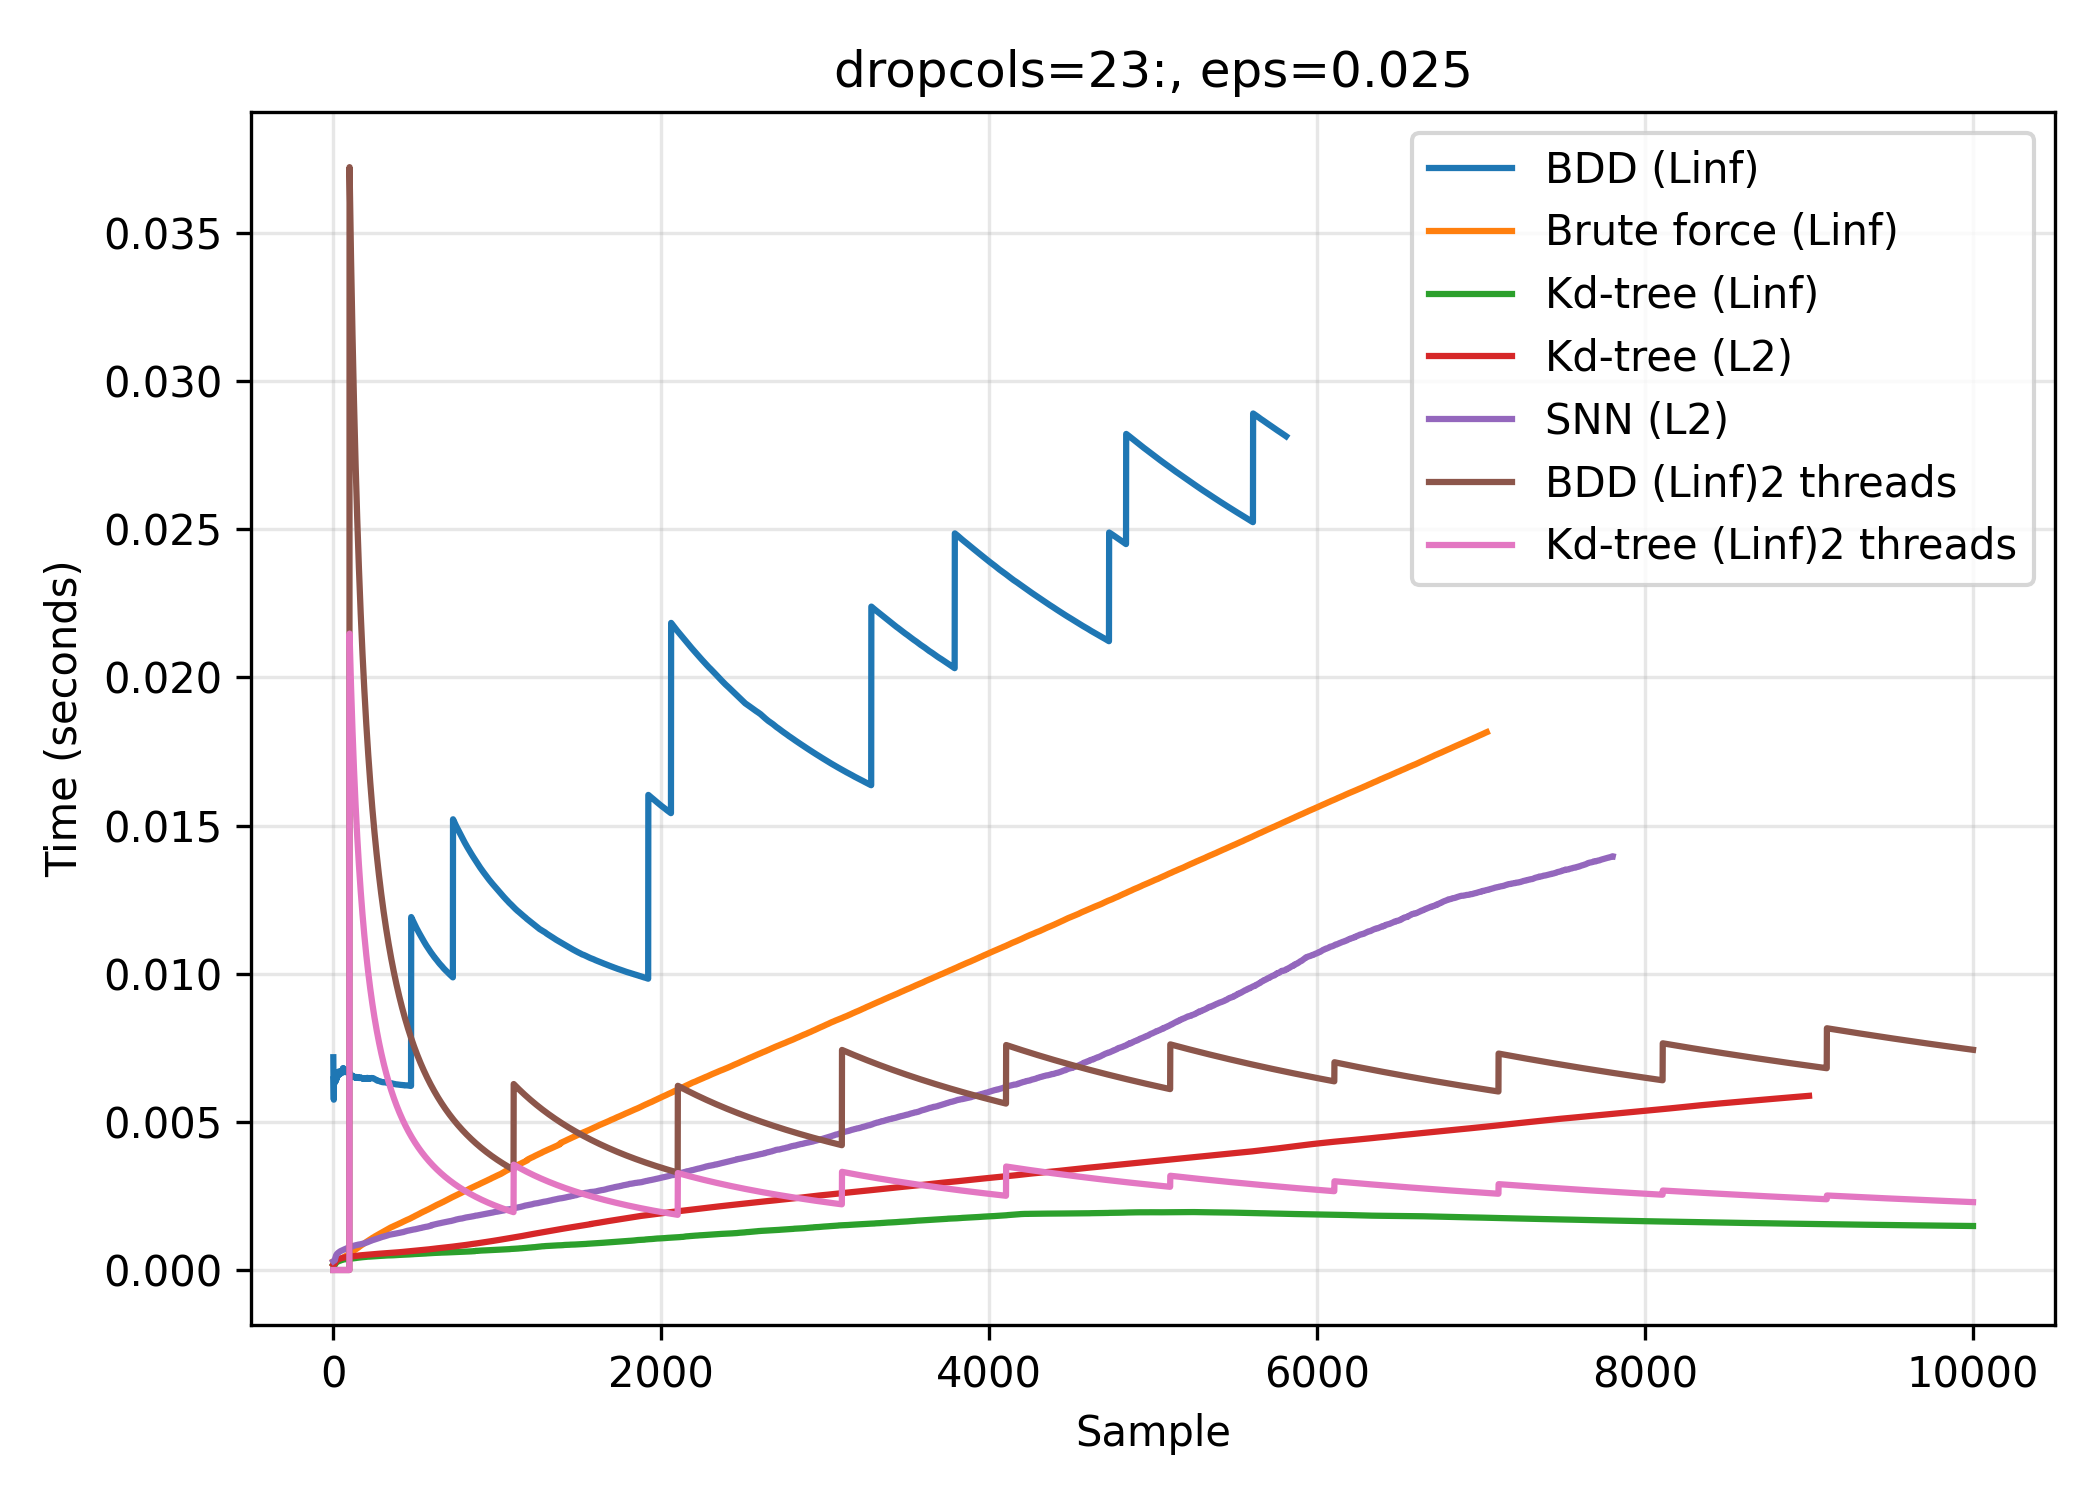 dropcols=23:, eps=0.025
BDD (Linf)
Brute force (Linf)
Kd-tree (Linf)
Kd-tree (L2)
SNN (L2)
BDD (Linf)2 threads
Kd-tree (Linf)2 threads
Time (seconds)
0.035
0.030
0.025
0.020
0.015
0.010
0.005
0.000
0 2000 4000 6000 8000 10000
Sample